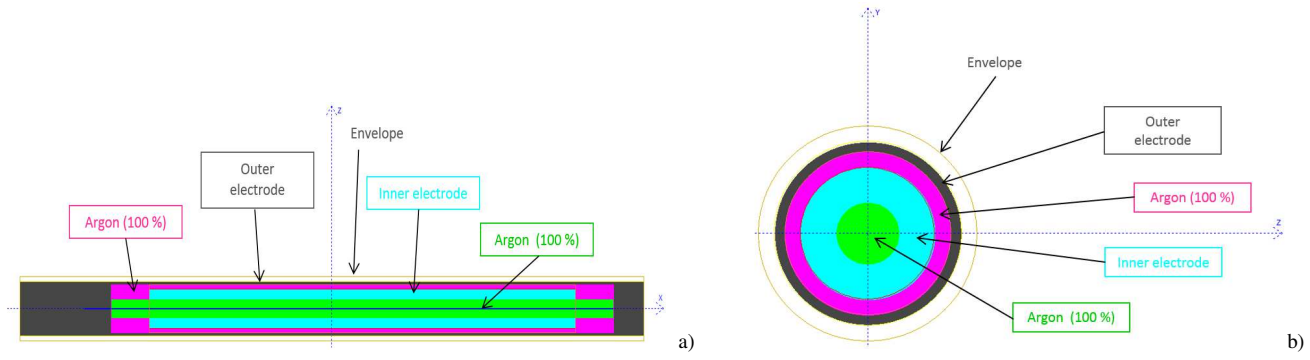 Z
Envelope
Outer
electrode
Inner electrode
Argon (100 %)
Argon (100 %)
X
a)
Y
Envelope
Outer
electrode
Argon (100 %)
Z
Inner electrode
Argon (100 %)
b)